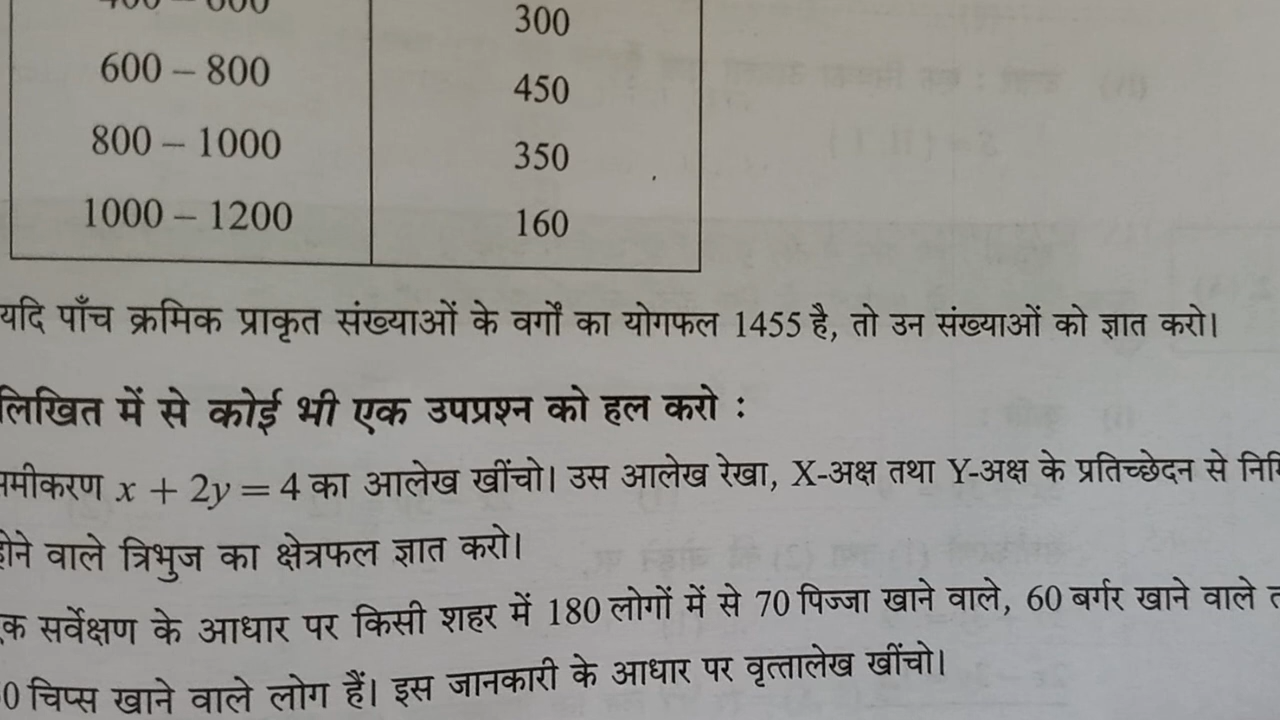 300
600 – 800 450
800 – 1000 350
1000 – 1200 160
यदि पाँच क्रमिक प्राकृत संख्याओं के वर्गों का योगफल 1455 है, तो उन संख्याओं को ज्ञात करो।
लिखित में से कोई भी एक उपप्रश्न को हल करो :
समीकरण x + 2y = 4 का आलेख खींचो। उस आलेख रेखा, X-अक्ष तथा Y-अक्ष के प्रतिच्छेदन से
होने वाले त्रिभुज का क्षेत्रफल ज्ञात करो।
सर्वेक्षण के आधार पर किसी शहर में 180 लोगों में से 70 पिज्जा खाने वाले, 60 बर्गर खाने वाले
0 चिप्स खाने वाले लोग हैं। इस जानकारी के आधार पर वृत्तालेख खींचो।